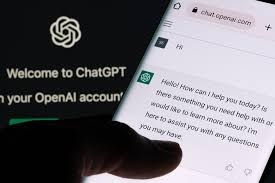 Welcome to ChatGPT
n your OpenAI account
chat.openai.com
Hi
Hello! How can I help you today? Is
there something you need help with or
would like to learn more about? I'm
here to assist with any questions
you may have.